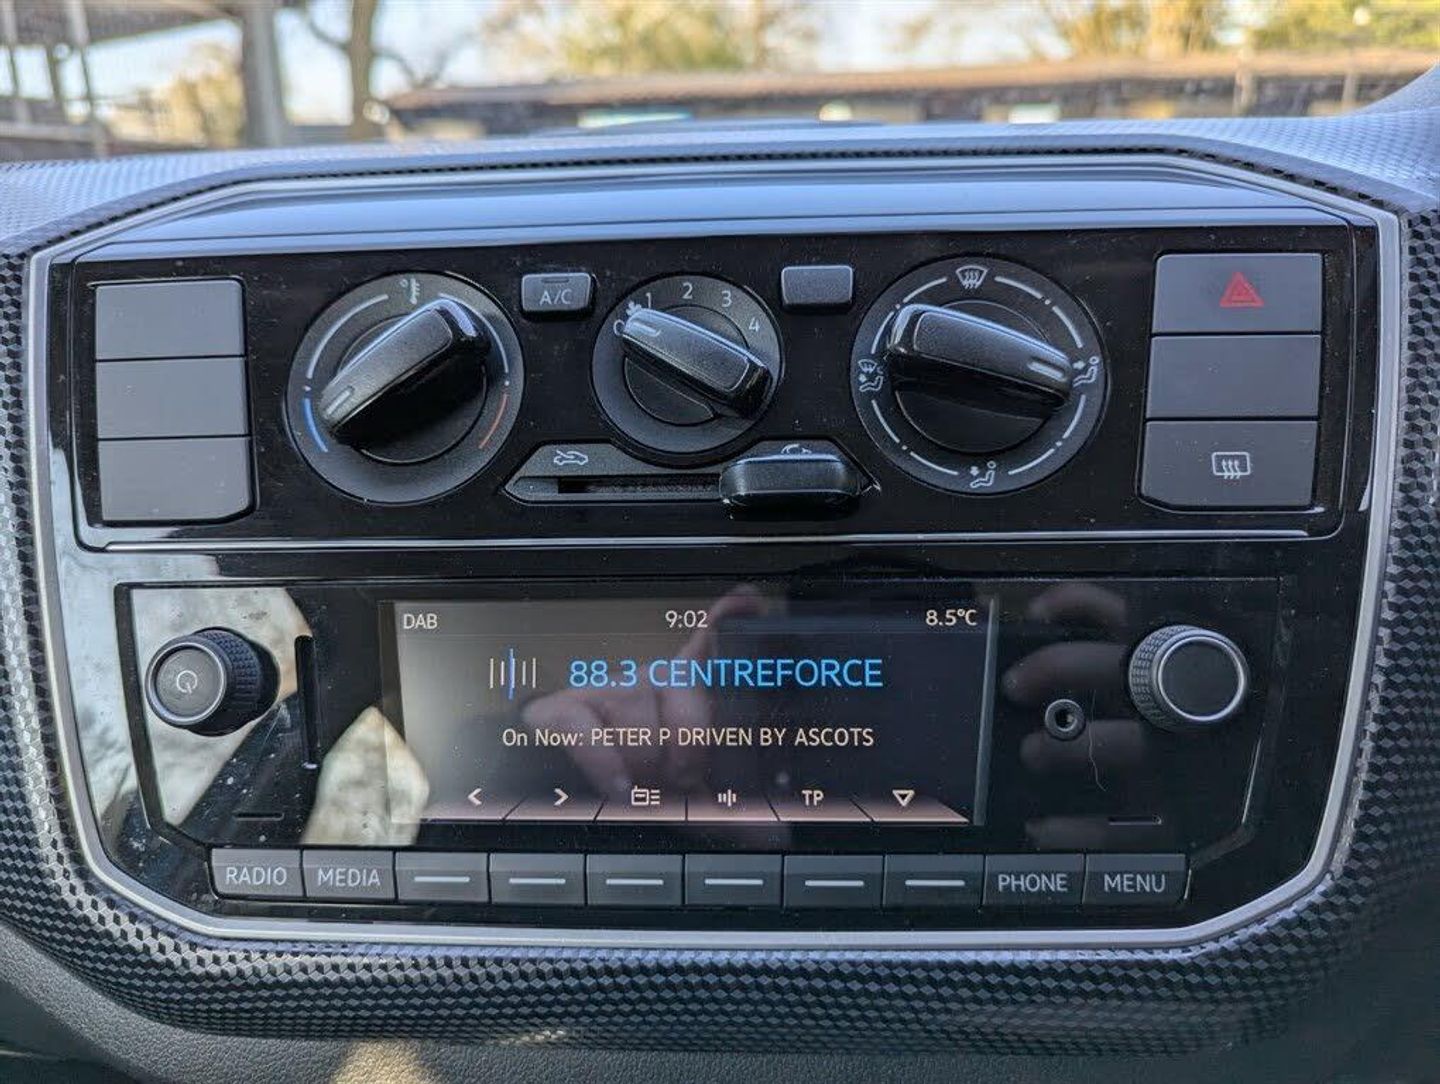 A/C
1 2 3 4
DAB 9:02 8.5°C
88.3 CENTREFORCE
On Now: PETER P DRIVEN BY ASCOTS
< > TP
RADIO MEDIA PHONE MENU